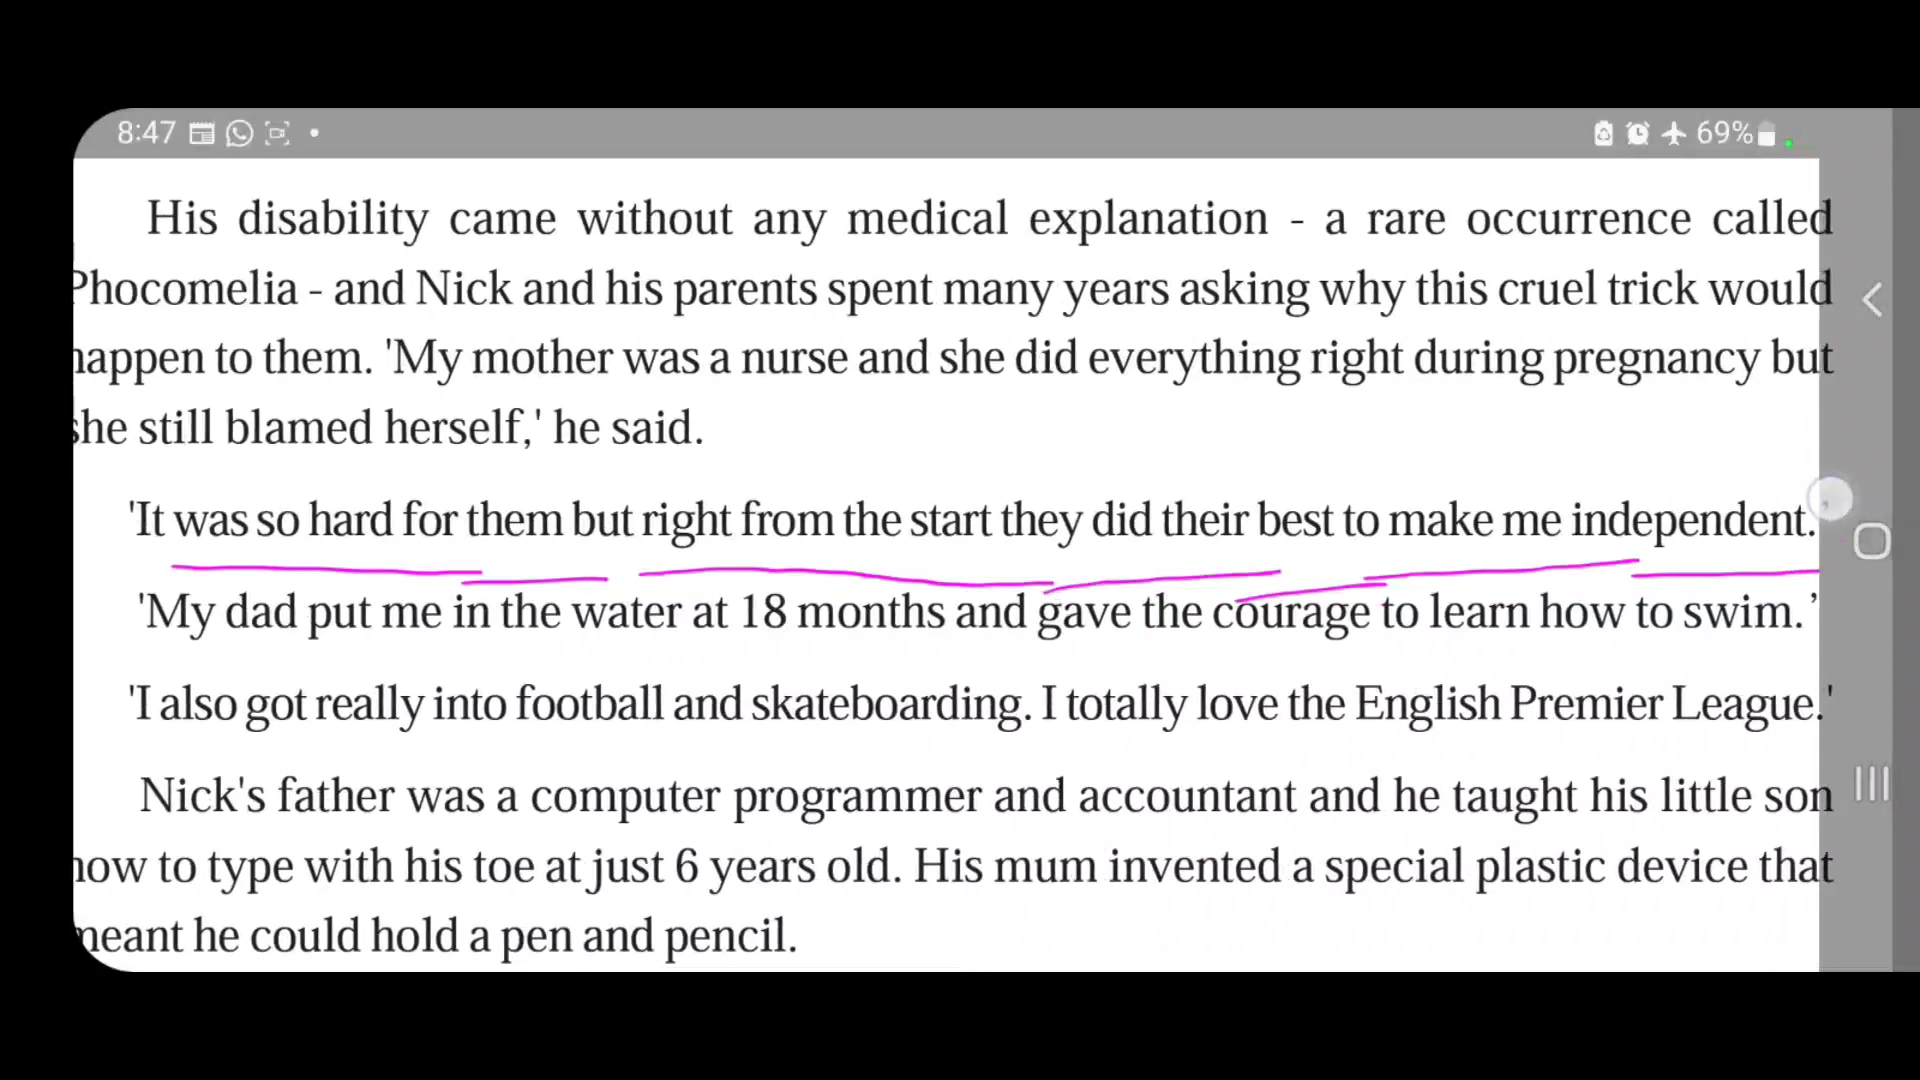 8:47
69%
His disability came without any medical explanation - a rare occurrence called
Phocomelia - and Nick and his parents spent many years asking why this cruel trick would
happen to them. 'My mother was a nurse and she did everything right during pregnancy but
she still blamed herself,' he said.
'It was so hard for them but right from the start they did their best to make me independent.'
'My dad put me in the water at 18 months and gave the courage to learn how to swim.’
'I also got really into football and skateboarding. I totally love the English Premier League.'
Nick's father was a computer programmer and accountant and he taught his little son
how to type with his toe at just 6 years old. His mum invented a special plastic device that
meant he could hold a pen and pencil.